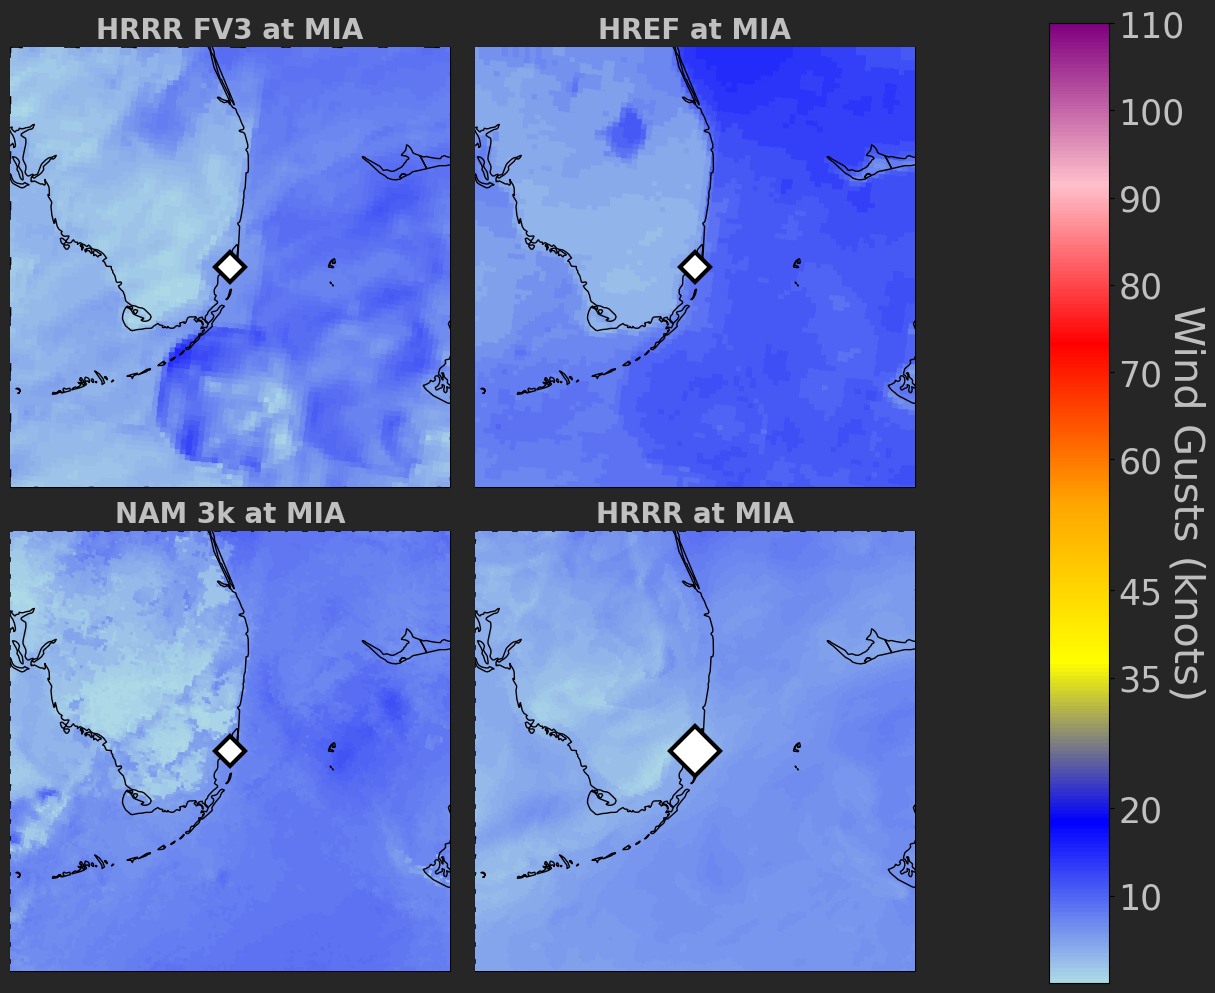 HRRR FV3 at MIA
HREF at MIA
NAM 3k at MIA
HRRR at MIA
110
100
90
80
70
60
45
35
20
10
Wind Gusts (knots)